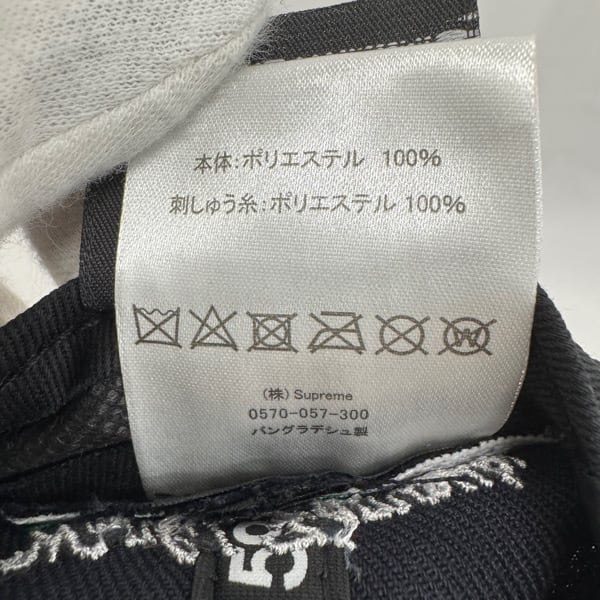 本体:ポリエステル 100%
刺しゅう糸:ポリエステル 100%
W
(株) Supreme
0570-057-300
バングラデシュ製
59